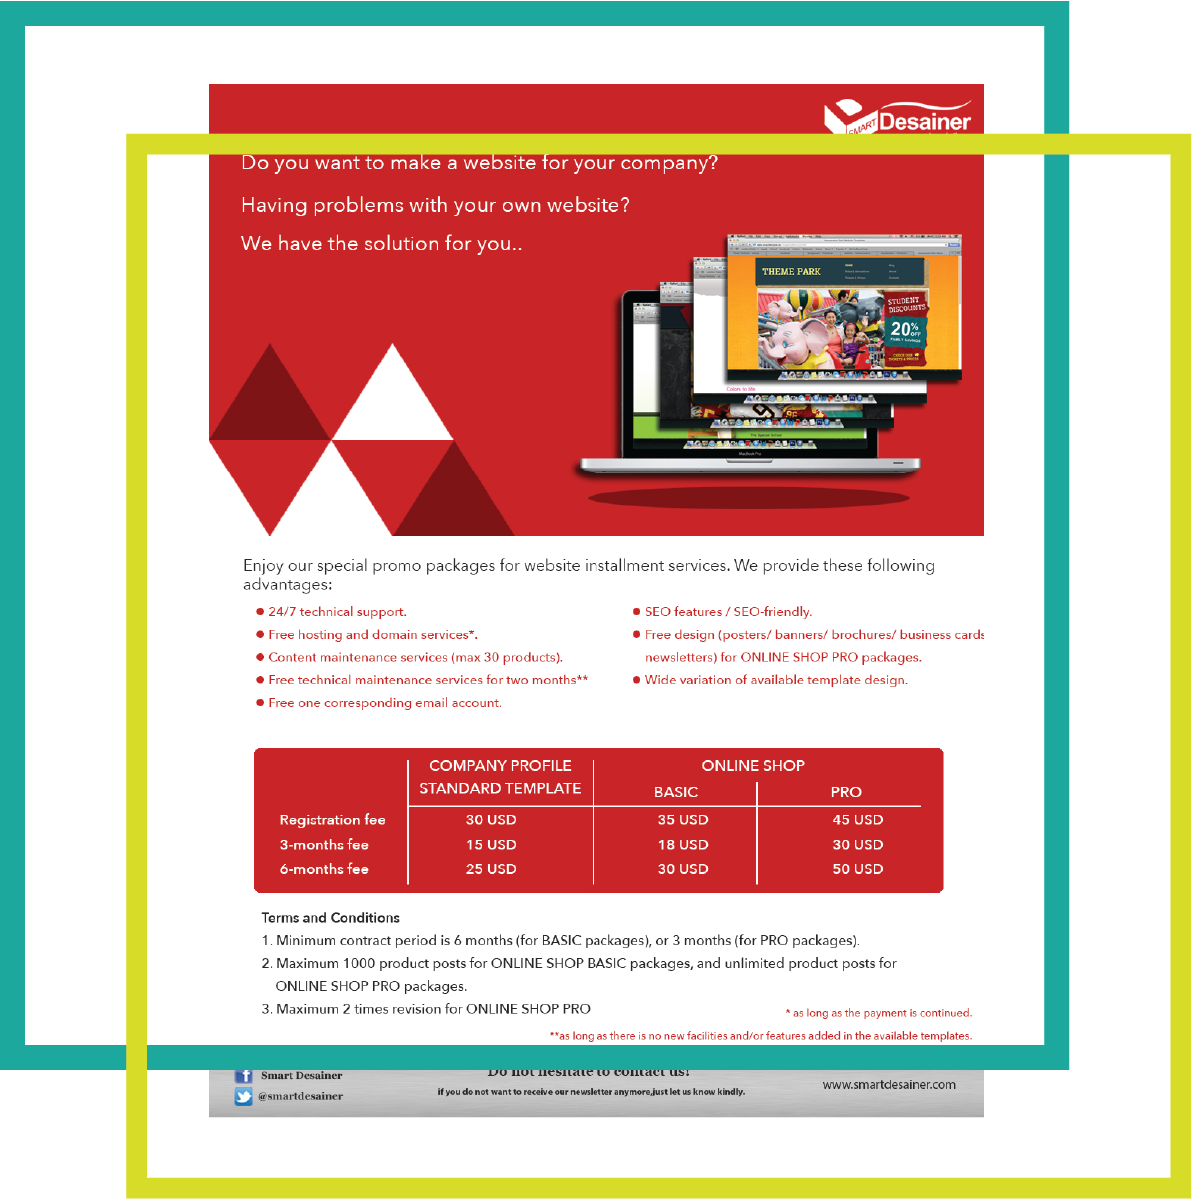 SMART Desainer
Do you want to make a website for your company?
Having problems with your own website?
We have the solution for you..
THEME PARK
STUDENT
DISCOUNTS
20% OFF
FAMILY
Colors to life
The Special School
MacBook Pro
Enjoy our special promo packages for website installment services. We provide these following
advantages:
24/7 technical support.
Free hosting and domain services*.
Content maintenance services (max 30 products).
Free technical maintenance services for two months**
Free one corresponding email account.
SEO features / SEO-friendly.
Free design (posters/ banners/ brochures/ business cards
newsletters) for ONLINE SHOP PRO packages.
Wide variation of available template design.
COMPANY PROFILE
STANDARD TEMPLATE
ONLINE SHOP
BASIC PRO
Registration fee 30 USD 35 USD 45 USD
3-months fee 15 USD 18 USD 30 USD
6-months fee 25 USD 30 USD 50 USD
Terms and Conditions
1. Minimum contract period is 6 months (for BASIC packages), or 3 months (for PRO packages).
2. Maximum 1000 product posts for ONLINE SHOP BASIC packages, and unlimited product posts for
ONLINE SHOP PRO packages.
3. Maximum 2 times revision for ONLINE SHOP PRO
* as long as the payment is continued.
**as long as there is no new facilities and/or features added in the available templates.
Smart Desainer
@smartdesainer
Do not hesitate to contact us!
if you do not want to receive our newsletter anymore,just let us know kindly.
www.smartdesainer.com